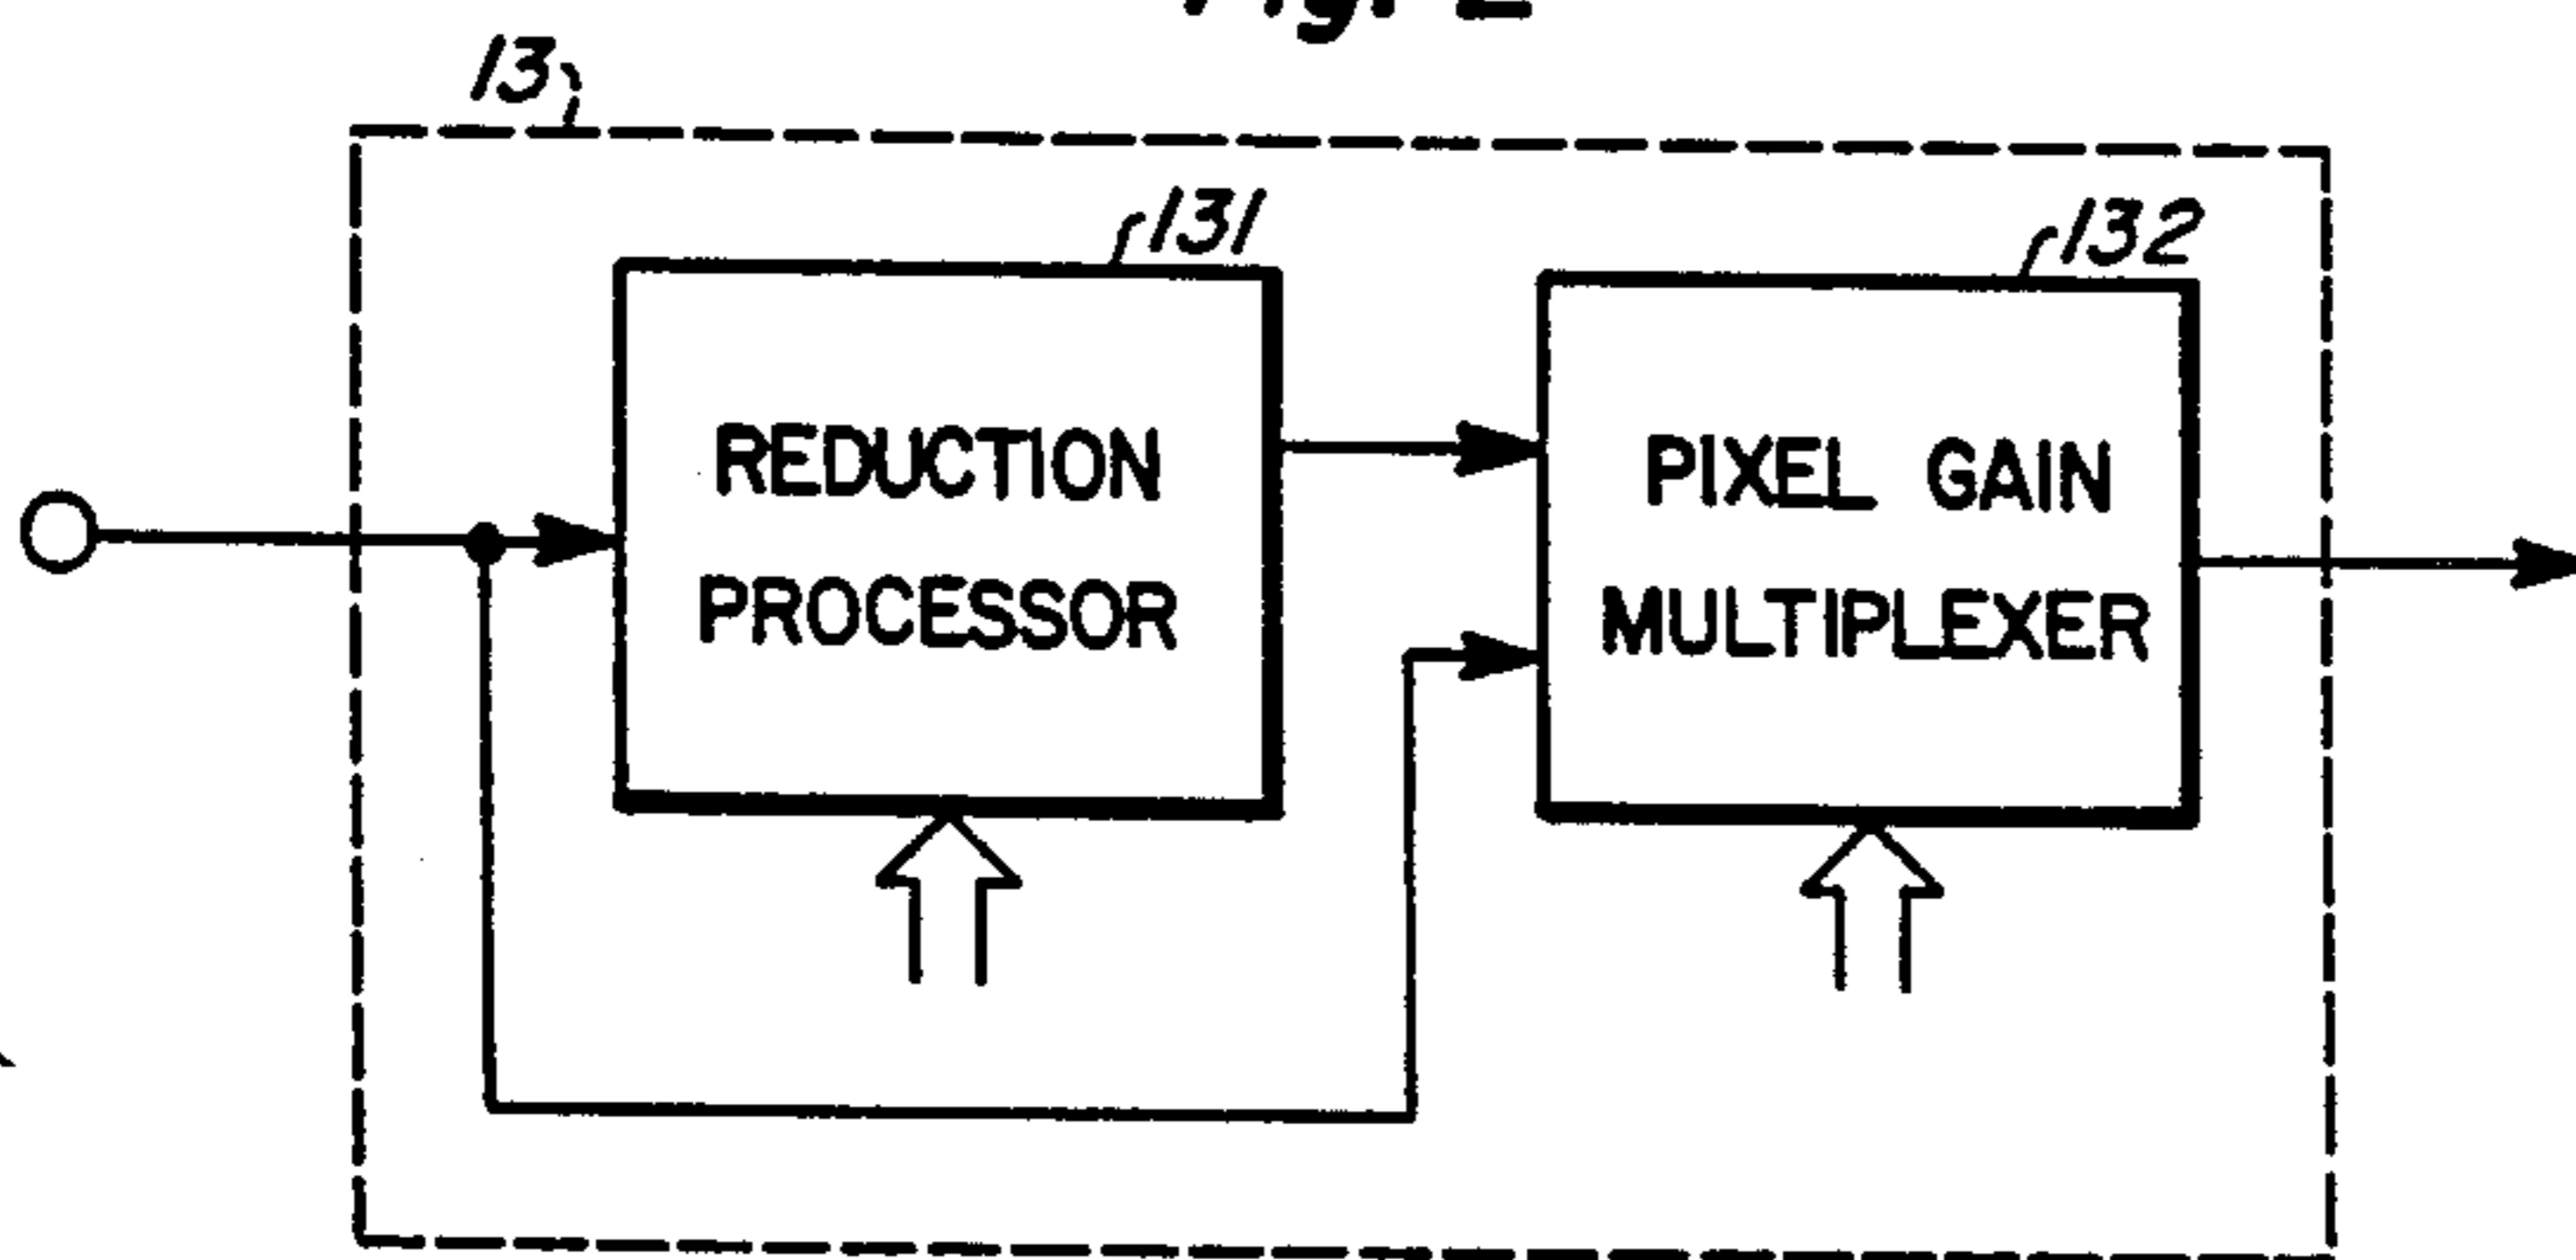 13
131
132
REDUCTION
PROCESSOR
PIXEL GAIN
MULTIPLEXER